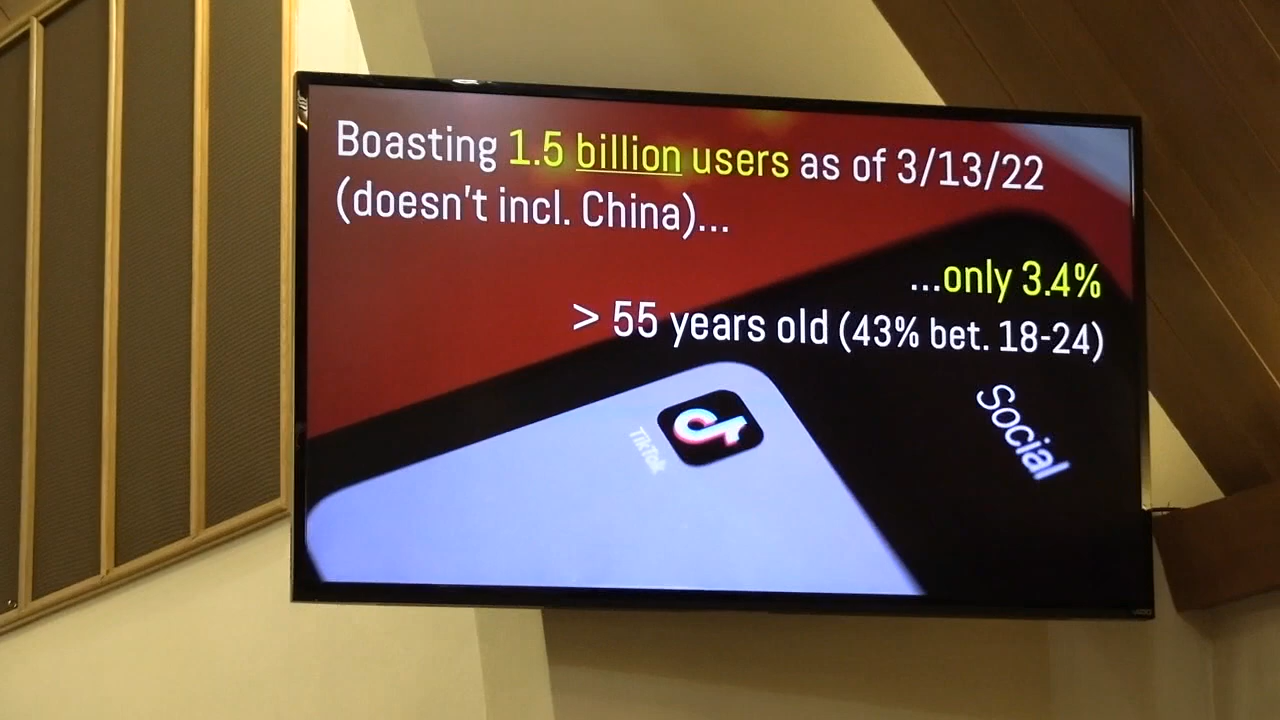 Boasting 1.5 billion users as of 3/13/22
(doesn't incl. China)...
...only 3.4%
> 55 years old (43% bet. 18-24)
Social
TikTok
VIZIO